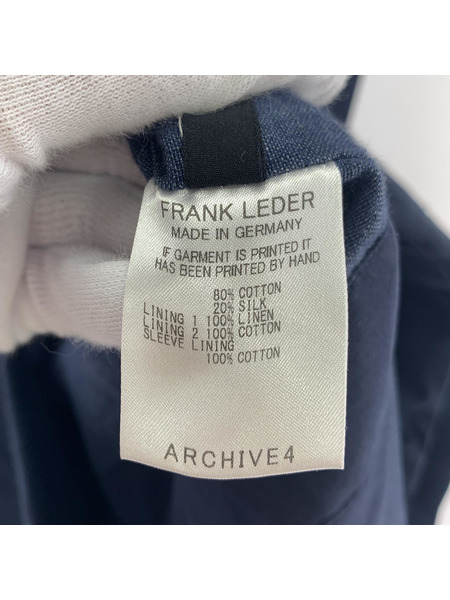 FRANK LEDER
MADE IN GERMANY
IF GARMENT IS PRINTED IT
HAS BEEN PRINTED BY HAND
80% COTTON
20% SILK
LINING 1 100% LINEN
LINING 2 100% COTTON
SLEEVE LINING
100% COTTON
ARCHIVE4